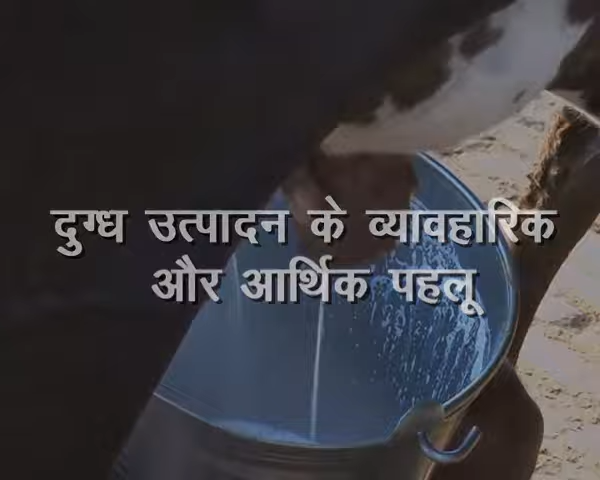 दुग्ध उत्पादन के व्यावहारिक
और आर्थिक पहलू